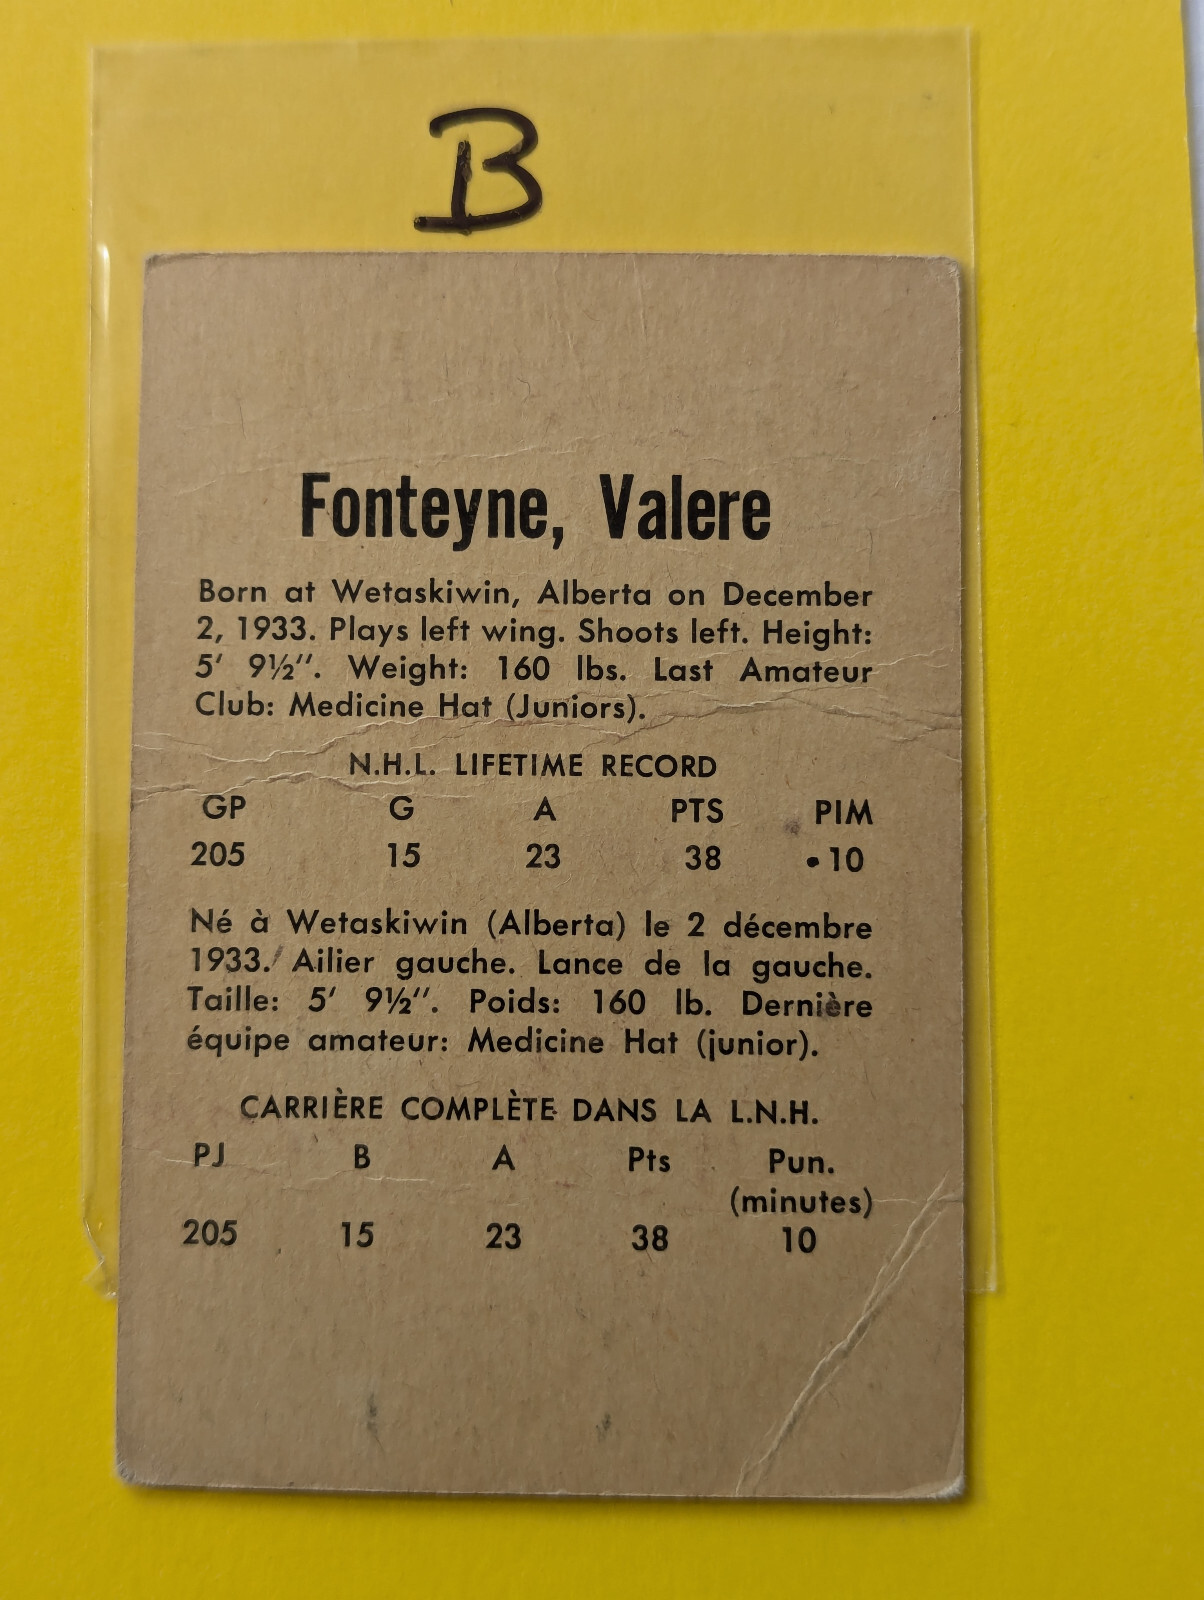 B
Fonteyne, Valere
Born at Wetaskiwin, Alberta on December
2, 1933. Plays left wing. Shoots left. Height:
5' 9½". Weight: 160 lbs. Last Amateur
Club: Medicine Hat (Juniors).
N.H.L. LIFETIME RECORD
GP G A PTS PIM
205 15 23 38 10
Né à Wetaskiwin (Alberta) le 2 décembre
1933. Ailier gauche. Lance de la gauche.
Taille: 5' 9½". Poids: 160 lb. Dernière
équipe amateur: Medicine Hat (junior).
CARRIÈRE COMPLÈTE DANS LA L.N.H.
PJ B A Pts Pun.
(minutes)
205 15 23 38 10